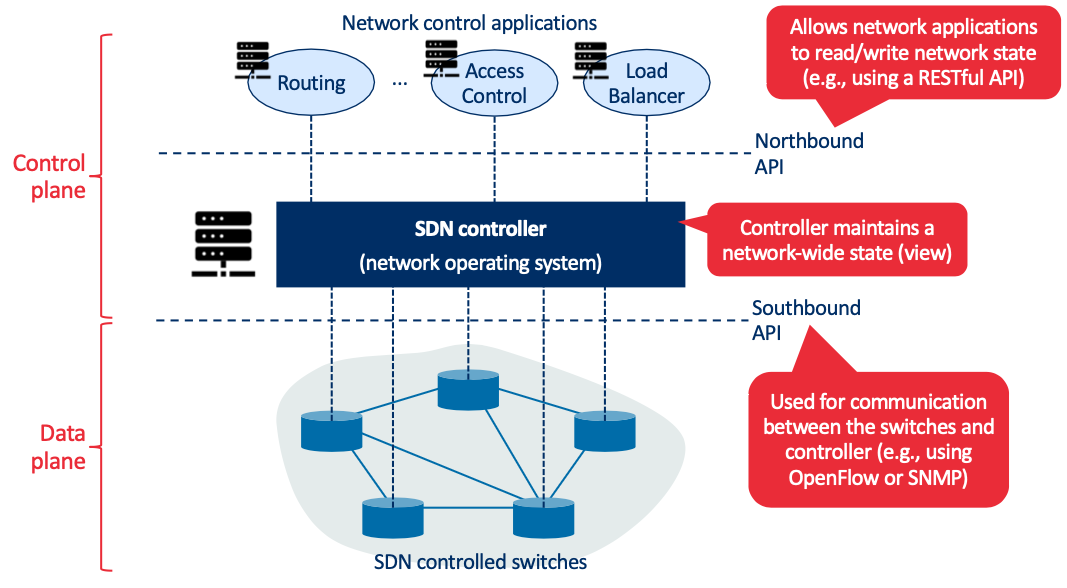 Network control applications
Allows network applications
to read/write network state
(e.g., using a RESTful API)
Routing
...
Access
Control
Load
Balancer
Northbound
API
Control
plane
SDN controller
(network operating system)
Controller maintains a
network-wide state (view)
Southbound
API
Data
plane
Used for communication
between the switches and
controller (e.g., using
OpenFlow or SNMP)
SDN controlled switches